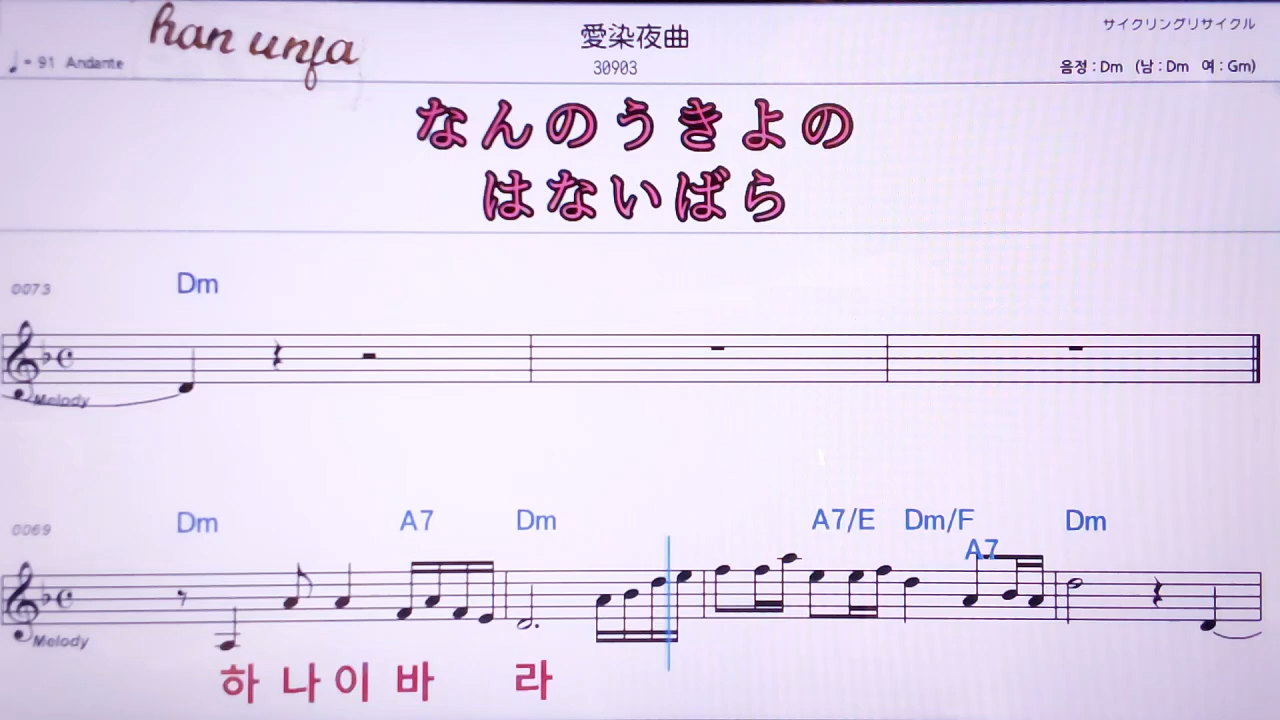 han unfa
愛染夜曲
サイクリングリサイクル
♩= 91 Andante
30903
음정 : Dm (남 : Dm 여 : Gm)
なんのうきよの
はないばら
Dm
0073
Melody
Dm A7 Dm A7/E Dm/F A7 Dm
0069
Melody
하 나 이 바 라